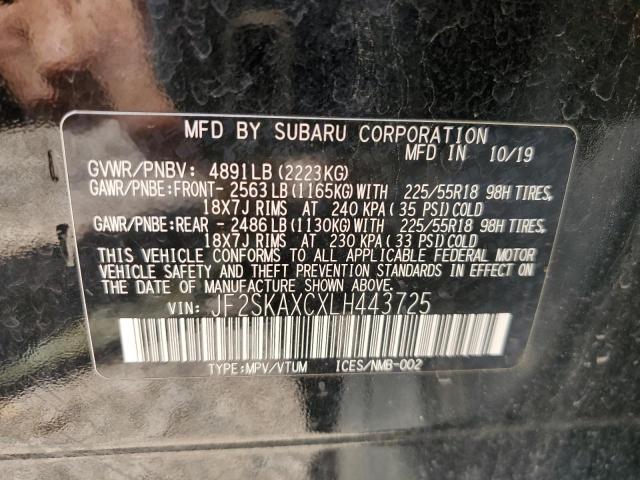 MFD BY SUBARU CORPORATION
MFD IN 10/19
GVWR/PNBV: 4891LB (2223KG)
GAWR/PNBE:FRONT- 2563 LB (1165KG) WITH 225/55R18 98H TIRES,
18X7J RIMS AT 240 KPA (35 PSI) COLD
GAWR/PNBE:REAR - 2486 LB (1130KG) WITH 225/55R18 98H TIRES,
18X7J RIMS AT 230 KPA (33 PSI) COLD
THIS VEHICLE CONFORMS TO ALL APPLICABLE FEDERAL MOTOR
VEHICLE SAFETY AND THEFT PREVENTION STANDARDS IN EFFECT ON
THE DATE OF MANUFACTURE SHOWN ABOVE.
VIN: JF2SKAXCXLH443725
TYPE:MPV/VTUM ICES/NMB-002